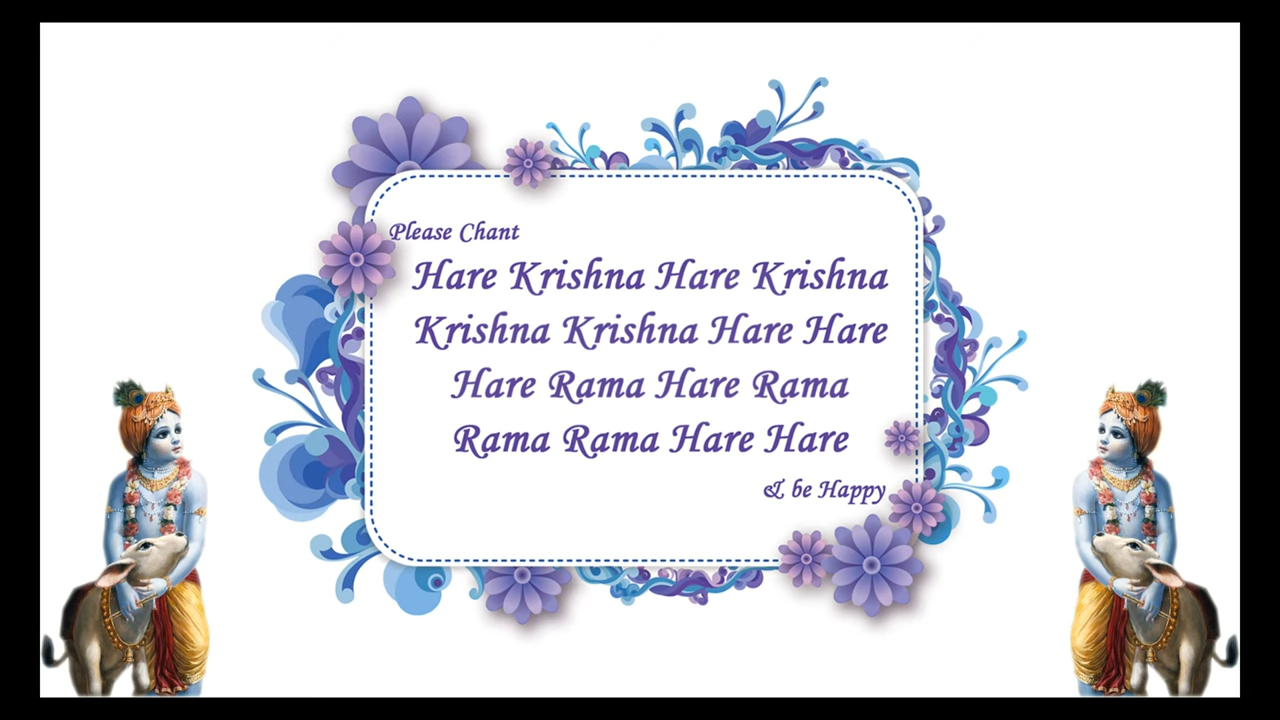 Please Chant
Hare Krishna Hare Krishna
Krishna Krishna Hare Hare
Hare Rama Hare Rama
Rama Rama Hare Hare
& be Happy